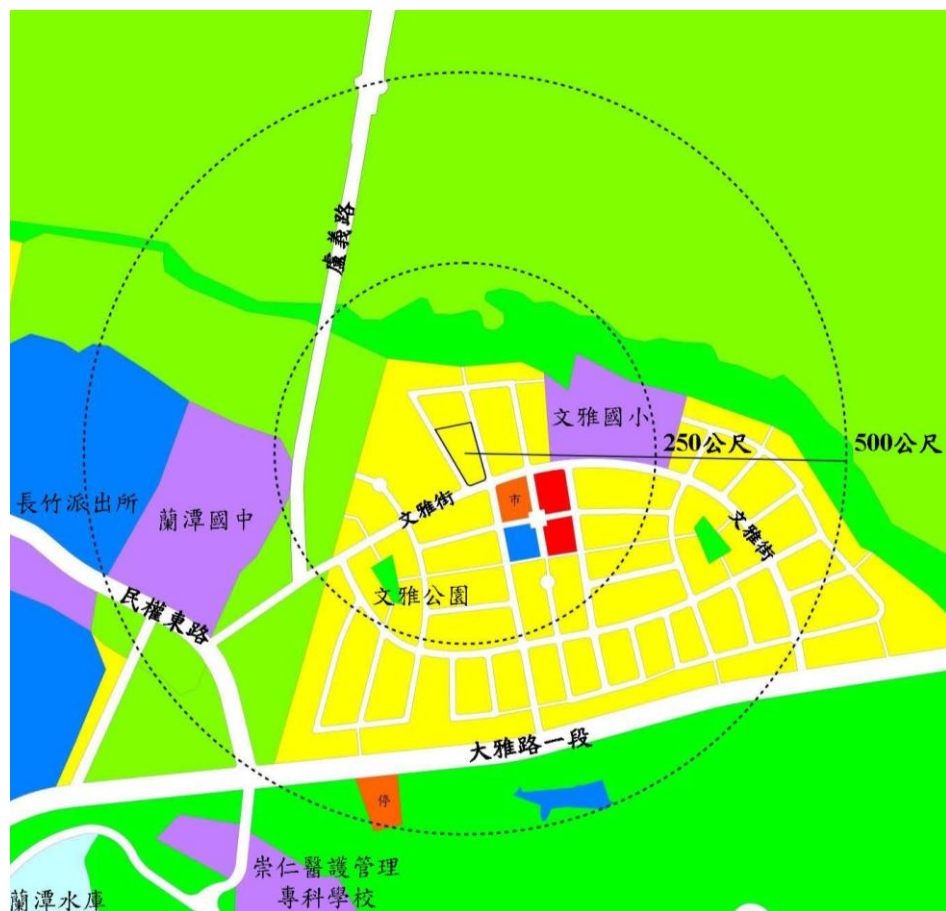 盧義路
文雅國小
250公尺
500公尺
長竹派出所
蘭潭國中
文雅街
市
文雅街
文雅公園
民權東路
大雅路一段
停
崇仁醫護管理
專科學校
蘭潭水庫